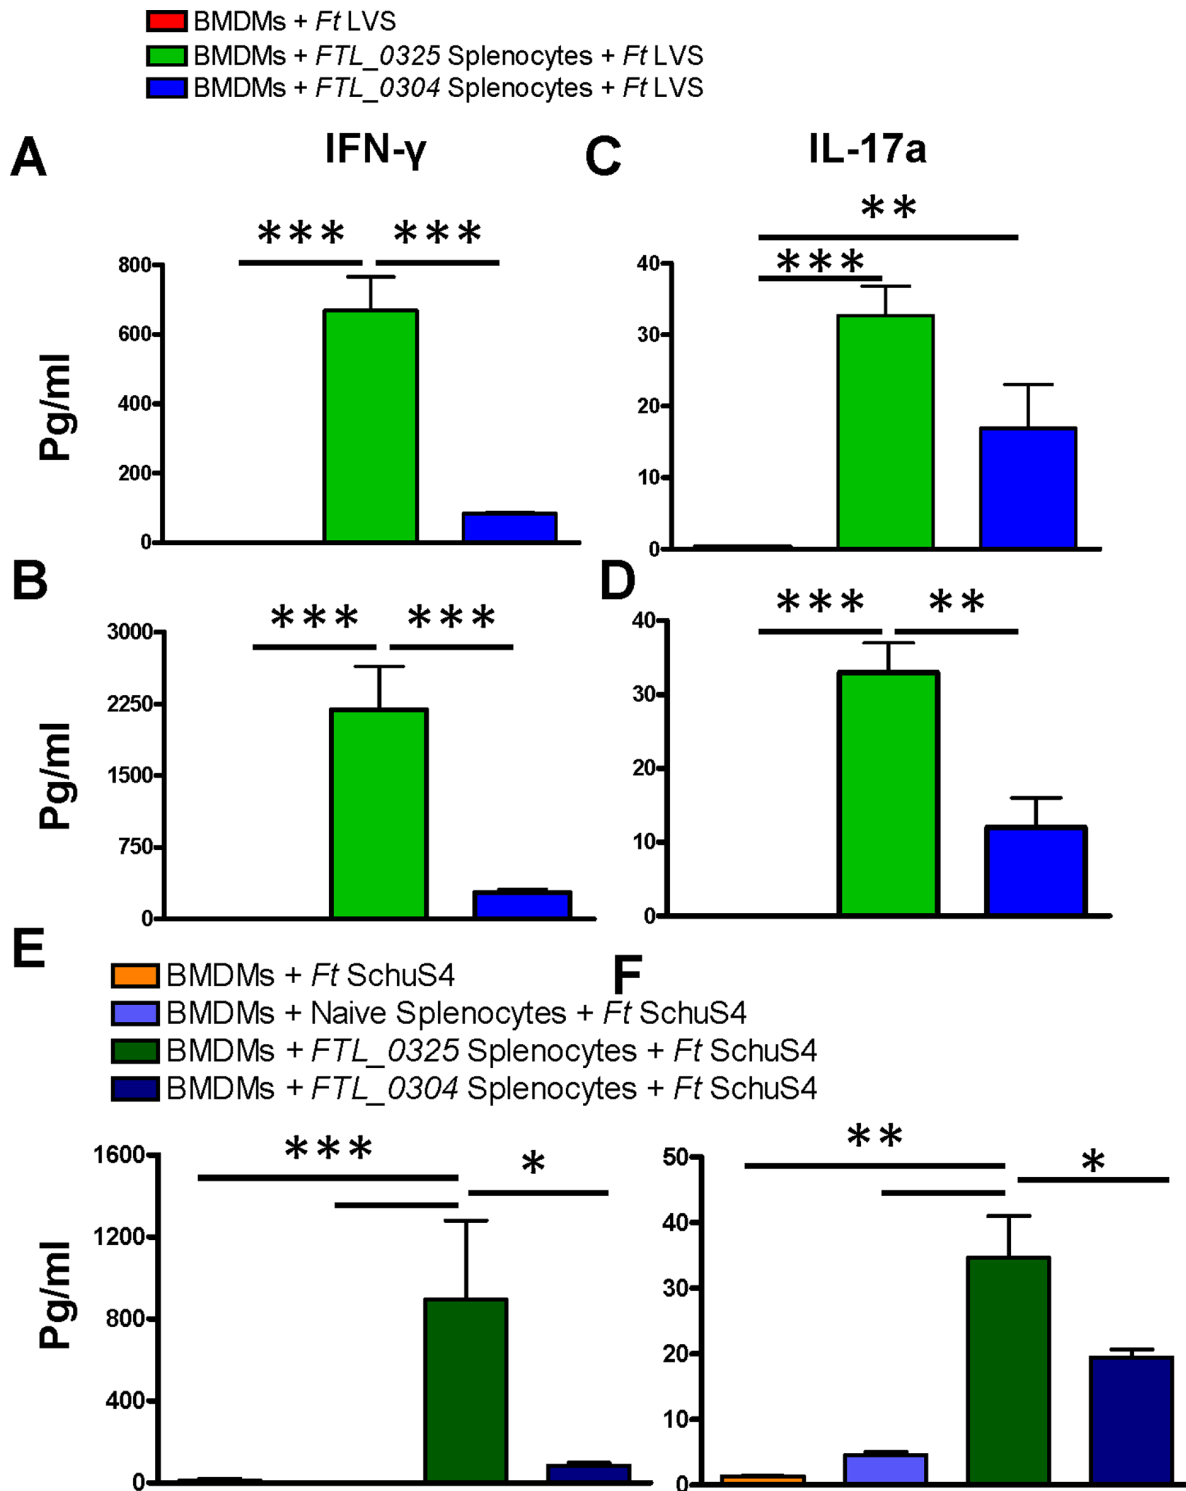 BMDMs + Ft LVS
BMDMs + FTL_0325 Splenocytes + Ft LVS
BMDMs + FTL_0304 Splenocytes + Ft LVS
A
IFN-γ
*** ***
800
600
400
200
0
Pg/ml
C
IL-17a
**
***
40
30
20
10
0
B
*** ***
3000
2250
1500
750
0
Pg/ml
D
*** **
40
30
20
10
0
E
F
BMDMs + Ft SchuS4
BMDMs + Naive Splenocytes + Ft SchuS4
BMDMs + FTL_0325 Splenocytes + Ft SchuS4
BMDMs + FTL_0304 Splenocytes + Ft SchuS4
*** *
1600
1200
800
400
0
Pg/ml
** *
50
40
30
20
10
0